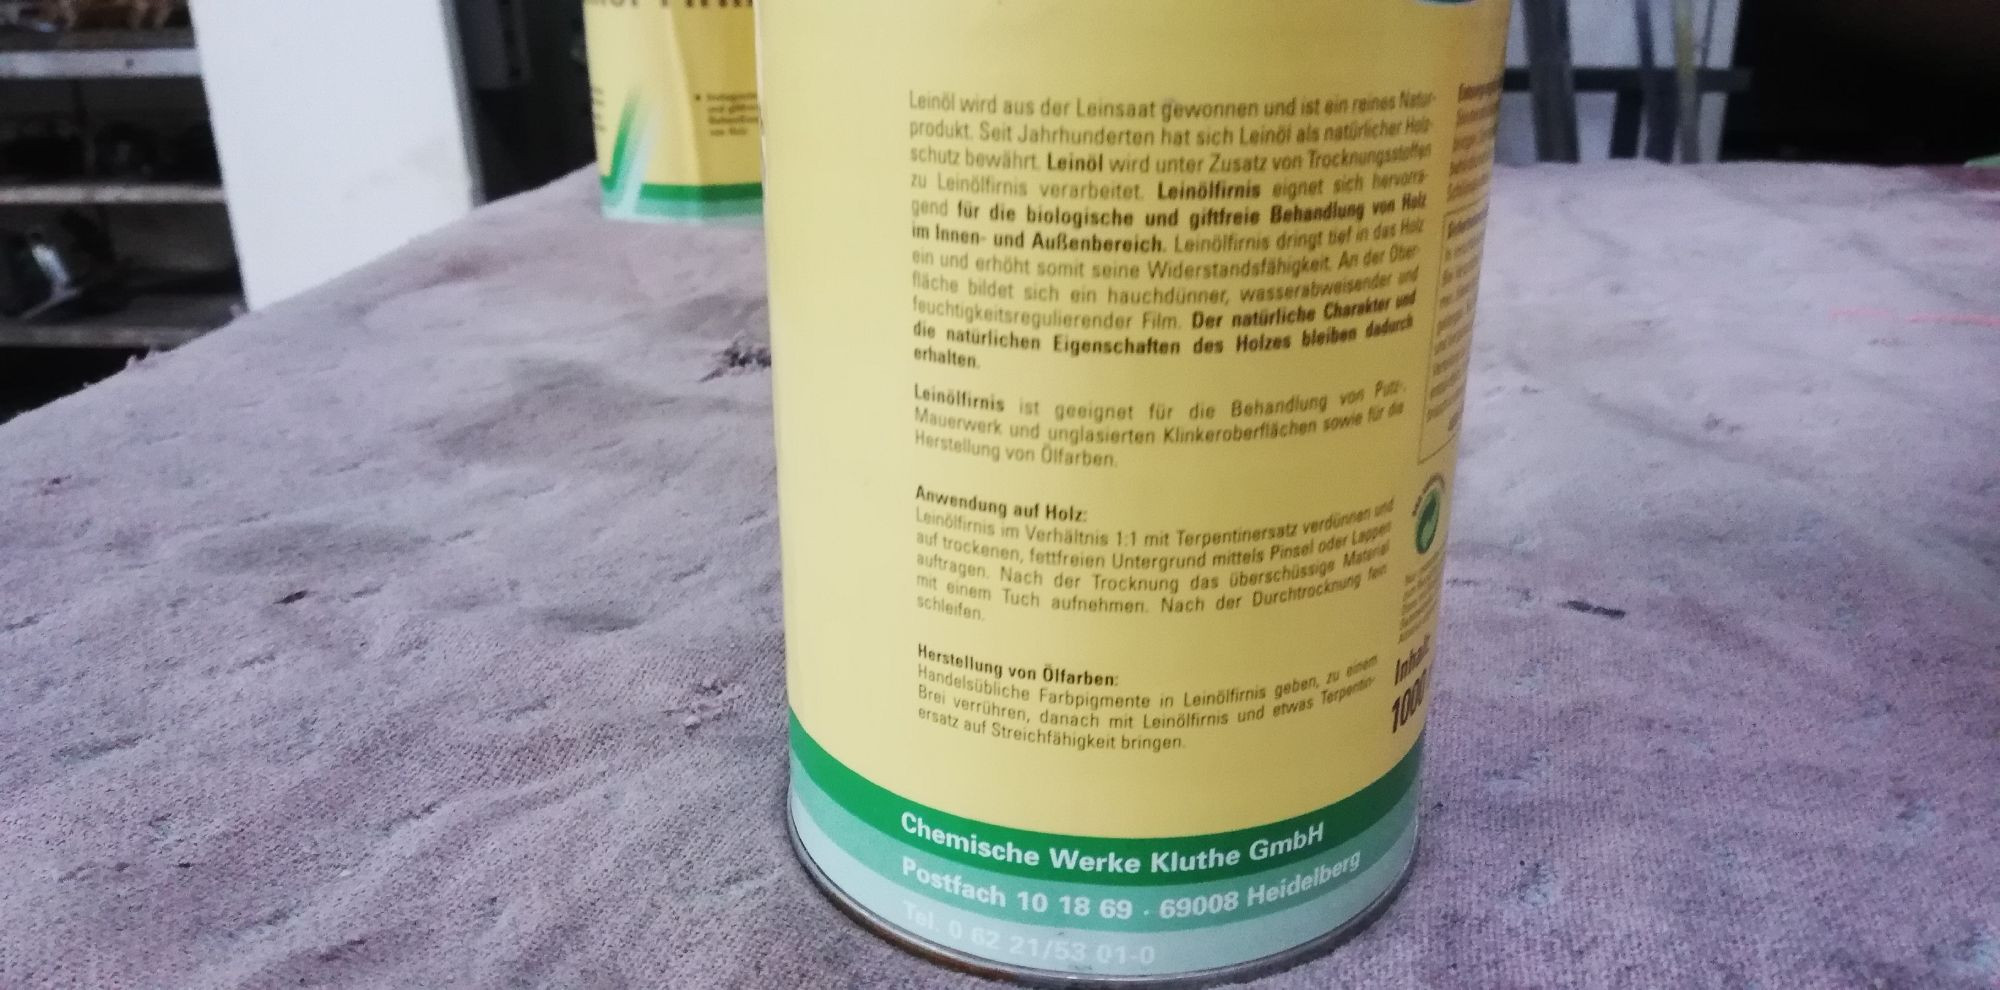 Leinöl wird aus der Leinsaat gewonnen und ist ein reines Natur-
produkt. Seit Jahrhunderten hat sich Leinöl als natürlicher Holz-
schutz bewährt. Leinöl wird unter Zusatz von Trocknungsstoffen
zu Leinölfirnis verarbeitet. Leinölfirnis eignet sich hervorra-
gend für die biologische und giftfreie Behandlung von Holz
im Innen- und Außenbereich. Leinölfirnis dringt tief in das Holz
ein und erhöht somit seine Widerstandsfähigkeit. An der Ober-
fläche bildet sich ein hauchdünner, wasserabweisender und
feuchtigkeitsregulierender Film. Der natürliche Charakter und
die natürlichen Eigenschaften des Holzes bleiben dadurch
erhalten.
Leinölfirnis ist geeignet für die Behandlung von Putz-,
Mauerwerk und unglasierten Klinkeroberflächen sowie für die
Herstellung von Ölfarben.
Anwendung auf Holz:
Leinölfirnis im Verhältnis 1:1 mit Terpentinersatz verdünnen und
auf trockenen, fettfreien Untergrund mittels Pinsel oder Lappen
auftragen. Nach der Trocknung das überschüssige Material
mit einem Tuch aufnehmen. Nach der Durchtrocknung fein
schleifen.
Herstellung von Ölfarben:
Handelsübliche Farbpigmente in Leinölfirnis geben, zu einem
Brei verrühren, danach mit Leinölfirnis und etwas Terpentin-
ersatz auf Streichfähigkeit bringen.
Inhalt
1000
Chemische Werke Kluthe GmbH
Postfach 10 18 69 · 69008 Heidelberg
Tel. 0 62 21/53 01-0